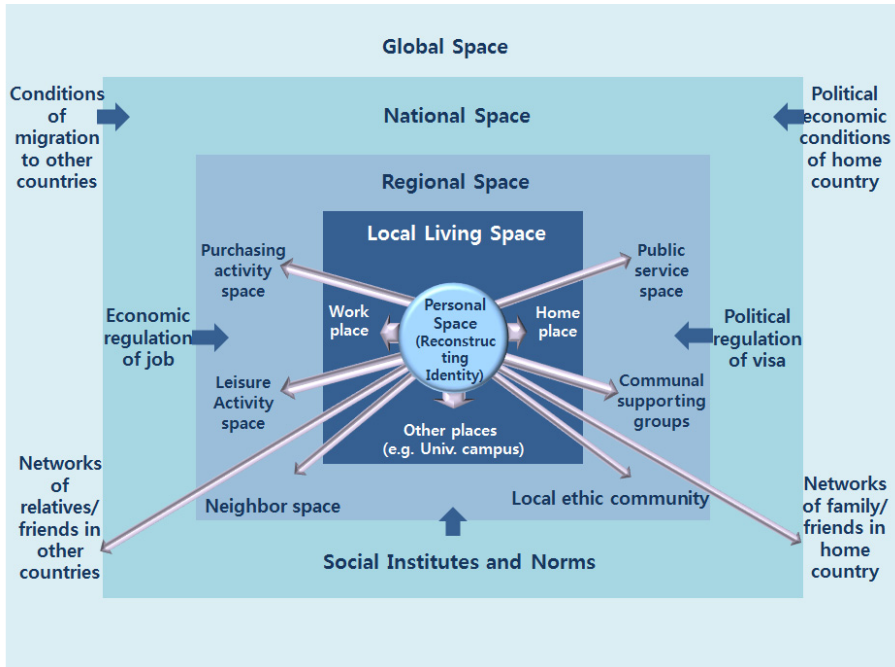 Global Space
Conditions
of
migration
to other
countries
National Space
Political
economic
conditions
of home
country
Regional Space
Local Living Space
Purchasing
activity
space
Public
service
space
Economic
regulation
of job
Work
place
Personal
Space
(Reconstruc
ting
Identity)
Home
place
Political
regulation
of visa
Leisure
Activity
space
Communal
supporting
groups
Other places
(e.g. Univ. campus)
Networks
of
relatives/
friends in
other
countries
Neighbor space
Local ethic community
Networks
of family/
friends in
home
country
Social Institutes and Norms